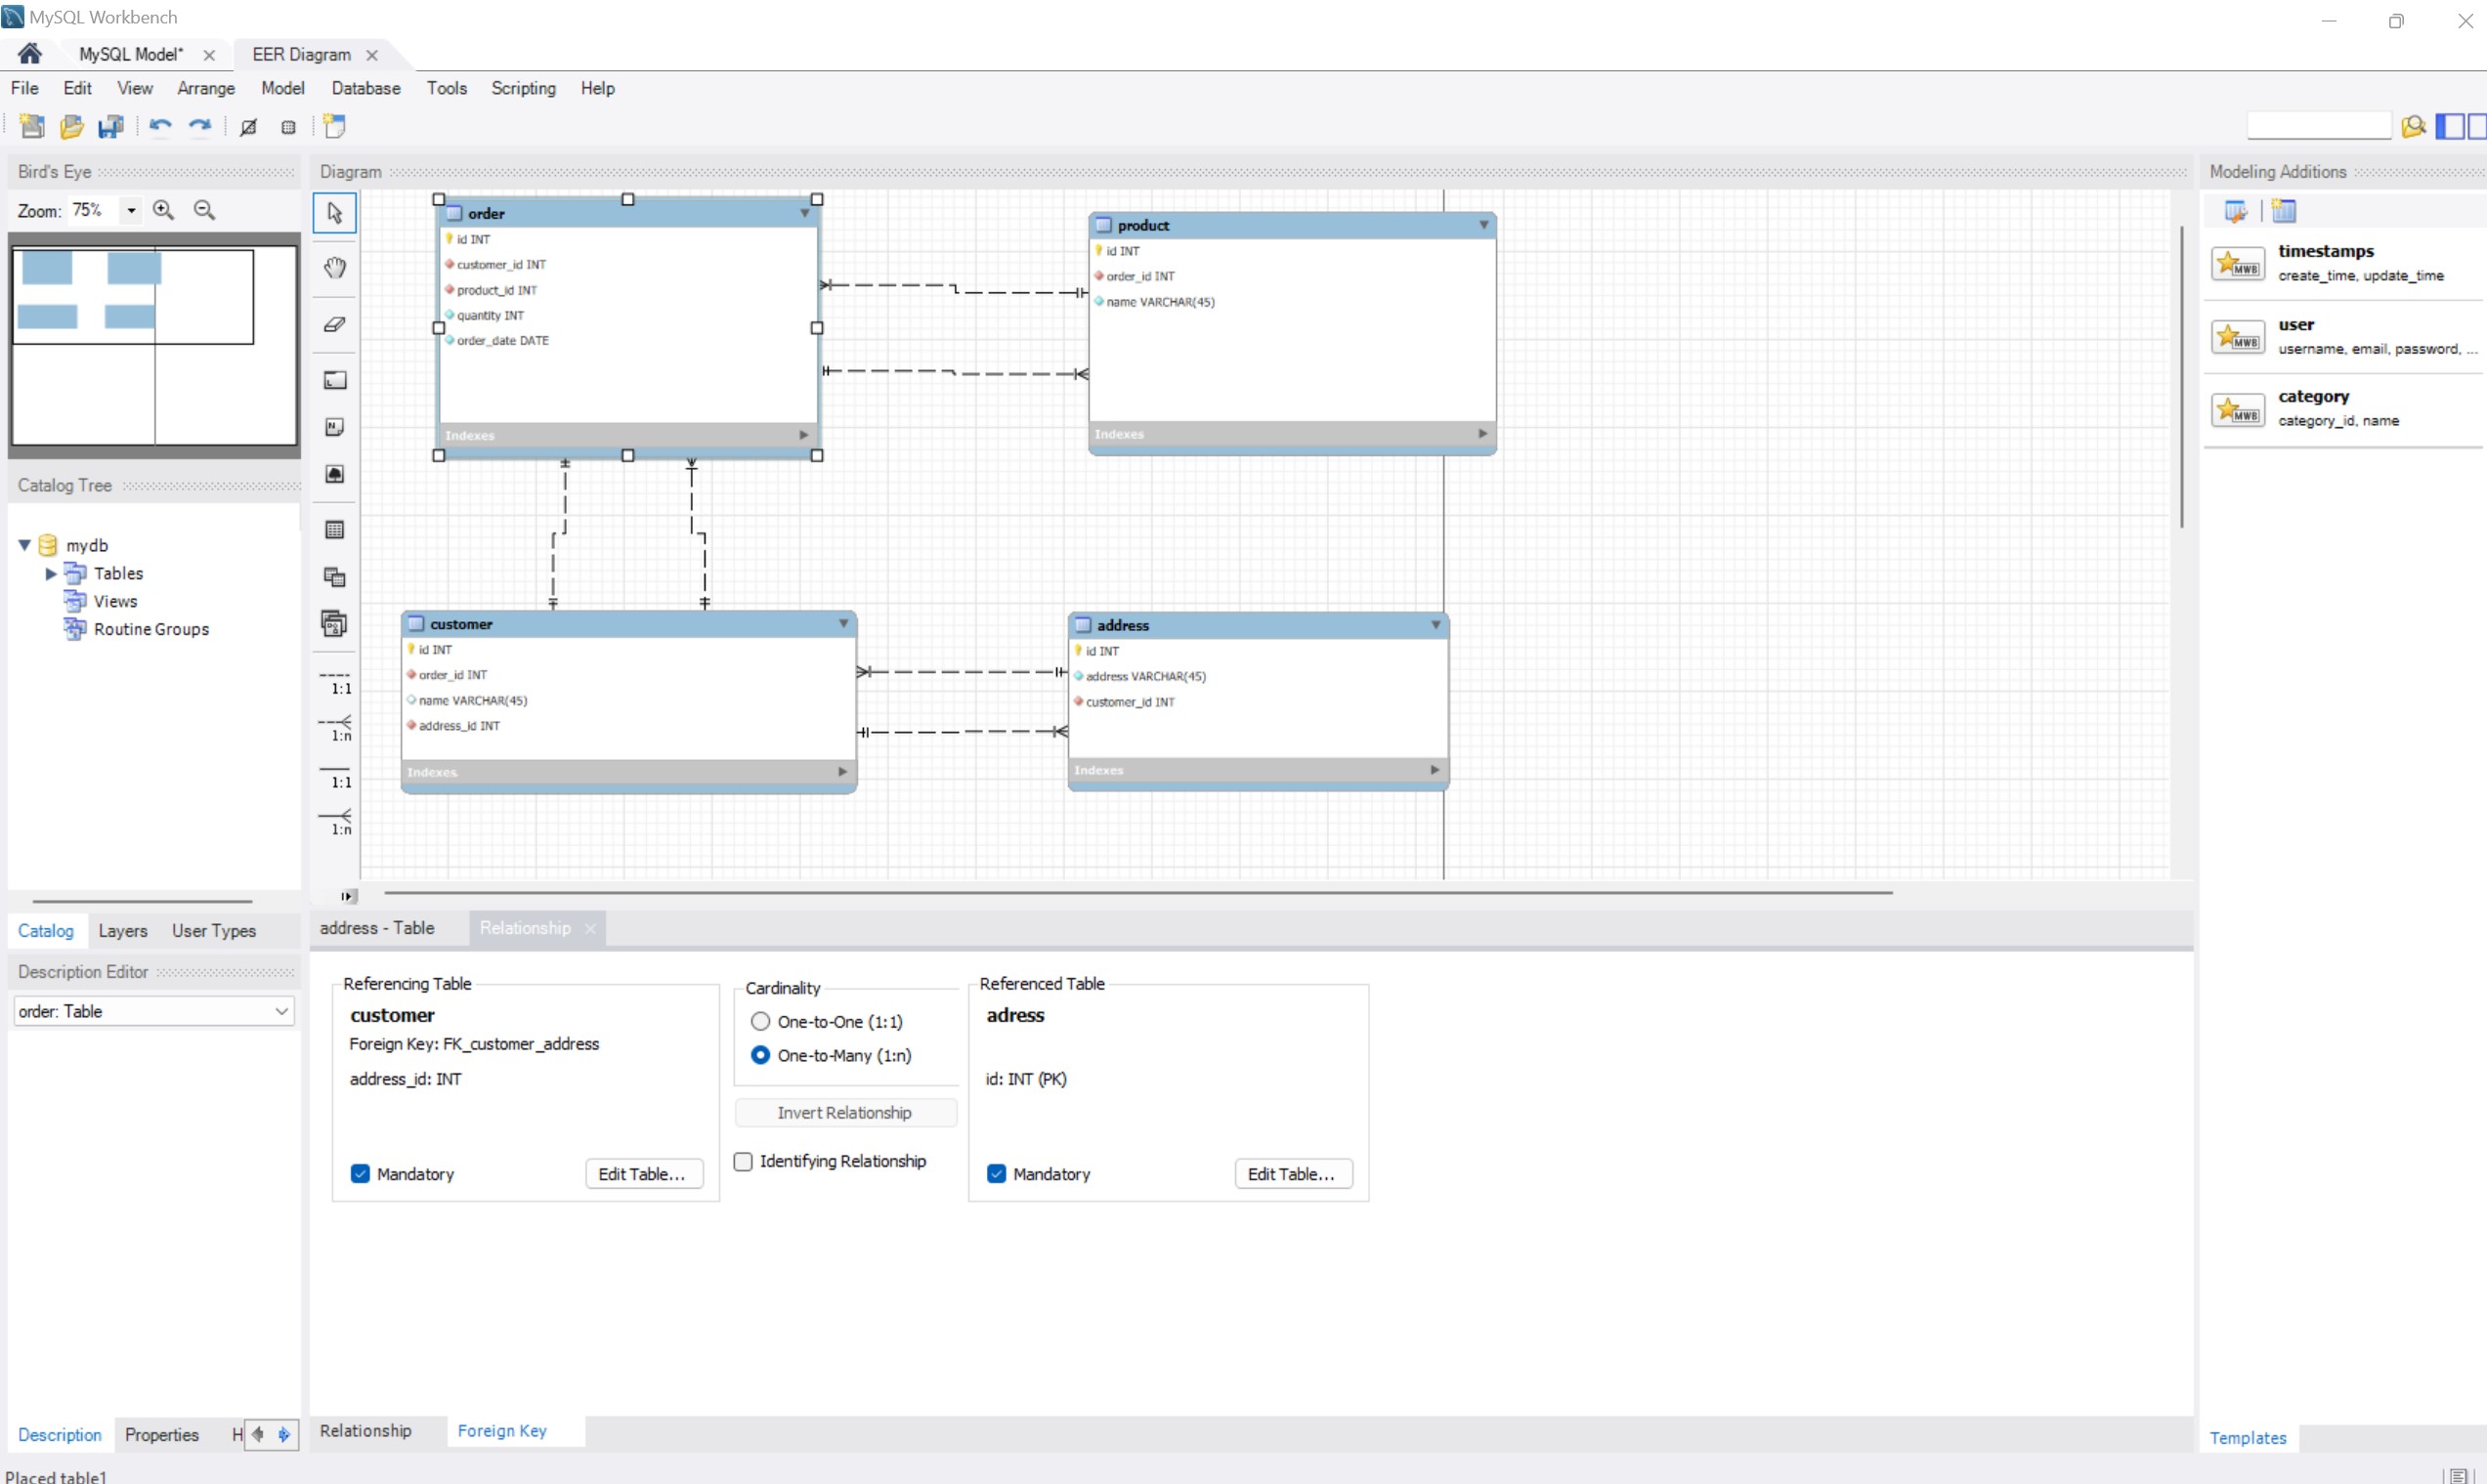 MySQL Workbench
MySQL Model*
EER Diagram
File Edit View Arrange Model Database Tools Scripting Help
Bird's Eye
Zoom: 75%
Catalog Tree
mydb
Tables
Views
Routine Groups
Catalog Layers User Types
Description Editor
order: Table
Description Properties H
Placed table1
Diagram
1:1
1:n
1:1
1:n
order
id INT
customer_id INT
product_id INT
quantity INT
order_date DATE
Indexes
product
id INT
order_id INT
name VARCHAR(45)
Indexes
customer
id INT
order_id INT
name VARCHAR(45)
address_id INT
Indexes
address
id INT
address VARCHAR(45)
customer_id INT
Indexes
address - Table
Relationship
Referencing Table
customer
Foreign Key: FK_customer_address
address_id: INT
Mandatory
Edit Table...
Cardinality
One-to-One (1:1)
One-to-Many (1:n)
Invert Relationship
Identifying Relationship
Referenced Table
adress
id: INT (PK)
Mandatory
Edit Table...
Relationship Foreign Key
Modeling Additions
timestamps
create_time, update_time
MWB
user
username, email, password, ...
MWB
category
category_id, name
MWB
Templates